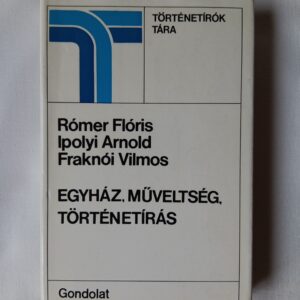 TÖRTÉNETÍRÓK
TÁRA
Rómer Flóris
Ipolyi Arnold
Fraknói Vilmos
EGYHÁZ, MŰVELTSÉG,
TÖRTÉNETÍRÁS
Gondolat